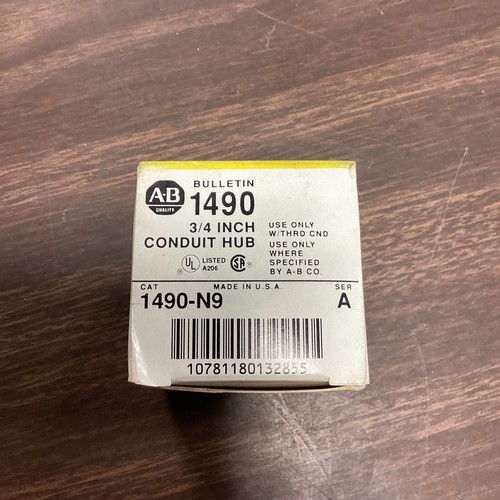 A-B
QUALITY
BULLETIN
1490
3/4 INCH
CONDUIT HUB
USE ONLY
W/THRD CND
USE ONLY
WHERE
SPECIFIED
BY A-B CO.
UL LISTED
A206
SA
CAT MADE IN U.S.A. SER
1490-N9 A
10781180132855